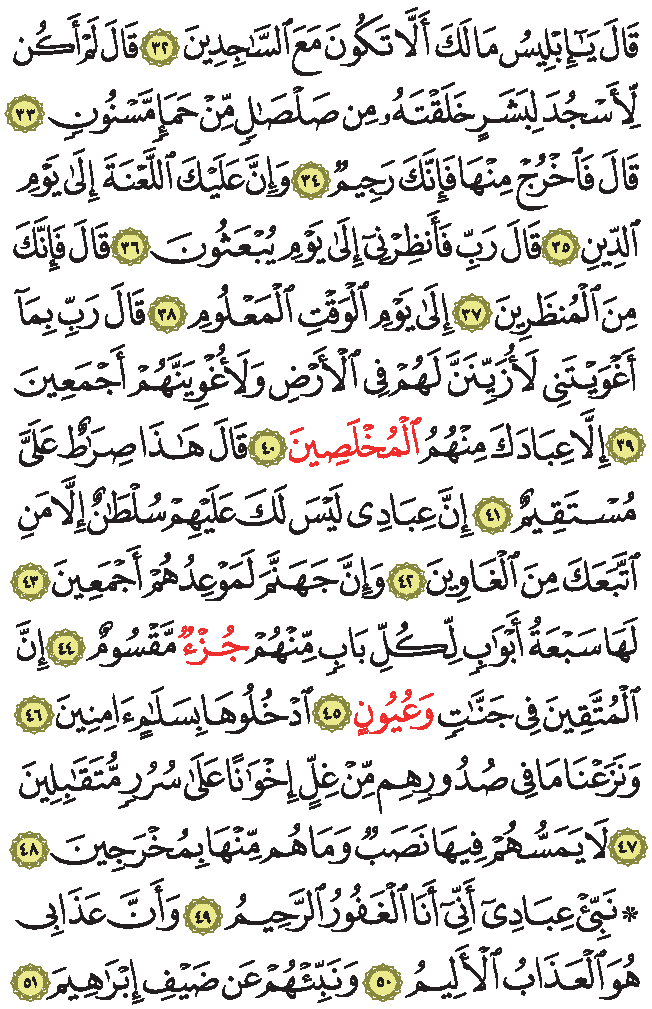 قَالَ يَٰٓإِبۡلِيسُ مَا لَكَ أَلَّا تَكُونَ مَعَ ٱلسَّٰجِدِينَ ٣٢ قَالَ لَمۡ أَكُن
لِّأَسۡجُدَ لِبَشَرٍ خَلَقۡتَهُۥ مِن صَلۡصَٰلٖ مِّنۡ حَمَإٖ مَّسۡنُونٖ ٣٣
قَالَ فَٱخۡرُجۡ مِنۡهَا فَإِنَّكَ رَجِيمٞ ٣٤ وَإِنَّ عَلَيۡكَ ٱللَّعۡنَةَ إِلَىٰ يَوۡمِ
ٱلدِّينِ ٣٥ قَالَ رَبِّ فَأَنظِرۡنِيٓ إِلَىٰ يَوۡمِ يُبۡعَثُونَ ٣٦ قَالَ فَإِنَّكَ
مِنَ ٱلۡمُنظَرِينَ ٣٧ إِلَىٰ يَوۡمِ ٱلۡوَقۡتِ ٱلۡمَعۡلُومِ ٣٨ قَالَ رَبِّ بِمَآ
أَغۡوَيۡتَنِي لَأُزَيِّنَنَّ لَهُمۡ فِي ٱلۡأَرۡضِ وَلَأُغۡوِيَنَّهُمۡ أَجۡمَعِينَ
٣٩ إِلَّا عِبَادَكَ مِنۡهُمُ ٱلۡمُخۡلَصِينَ ٤٠ قَالَ هَٰذَا صِرَٰطٌ عَلَيَّ
مُسۡتَقِيمٌ ٤١ إِنَّ عِبَادِي لَيۡسَ لَكَ عَلَيۡهِمۡ سُلۡطَٰنٌ إِلَّا مَنِ
ٱتَّبَعَكَ مِنَ ٱلۡغَاوِينَ ٤٢ وَإِنَّ جَهَنَّمَ لَمَوۡعِدُهُمۡ أَجۡمَعِينَ ٤٣
لَهَا سَبۡعَةُ أَبۡوَٰبٖ لِّكُلِّ بَابٖ مِّنۡهُمۡ جُزۡءٞ مَّقۡسُومٌ ٤٤ إِنَّ
ٱلۡمُتَّقِينَ فِي جَنَّٰتٖ وَعُيُونٍ ٤٥ ٱدۡخُلُوهَا بِسَلَٰمٍ ءَامِنِينَ ٤٦
وَنَزَعۡنَا مَا فِي صُدُورِهِم مِّنۡ غِلٍّ إِخۡوَٰنًا عَلَىٰ سُرُرٖ مُّتَقَٰبِلِينَ
٤٧ لَا يَمَسُّهُمۡ فِيهَا نَصَبٞ وَمَا هُم مِّنۡهَا بِمُخۡرَجِينَ ٤٨
۞ نَبِّئۡ عِبَادِيٓ أَنِّيٓ أَنَا ٱلۡغَفُورُ ٱلرَّحِيمُ ٤٩ وَأَنَّ عَذَابِي
هُوَ ٱلۡعَذَابُ ٱلۡأَلِيمُ ٥٠ وَنَبِّئۡهُمۡ عَن ضَيۡفِ إِبۡرَٰهِيمَ ٥١